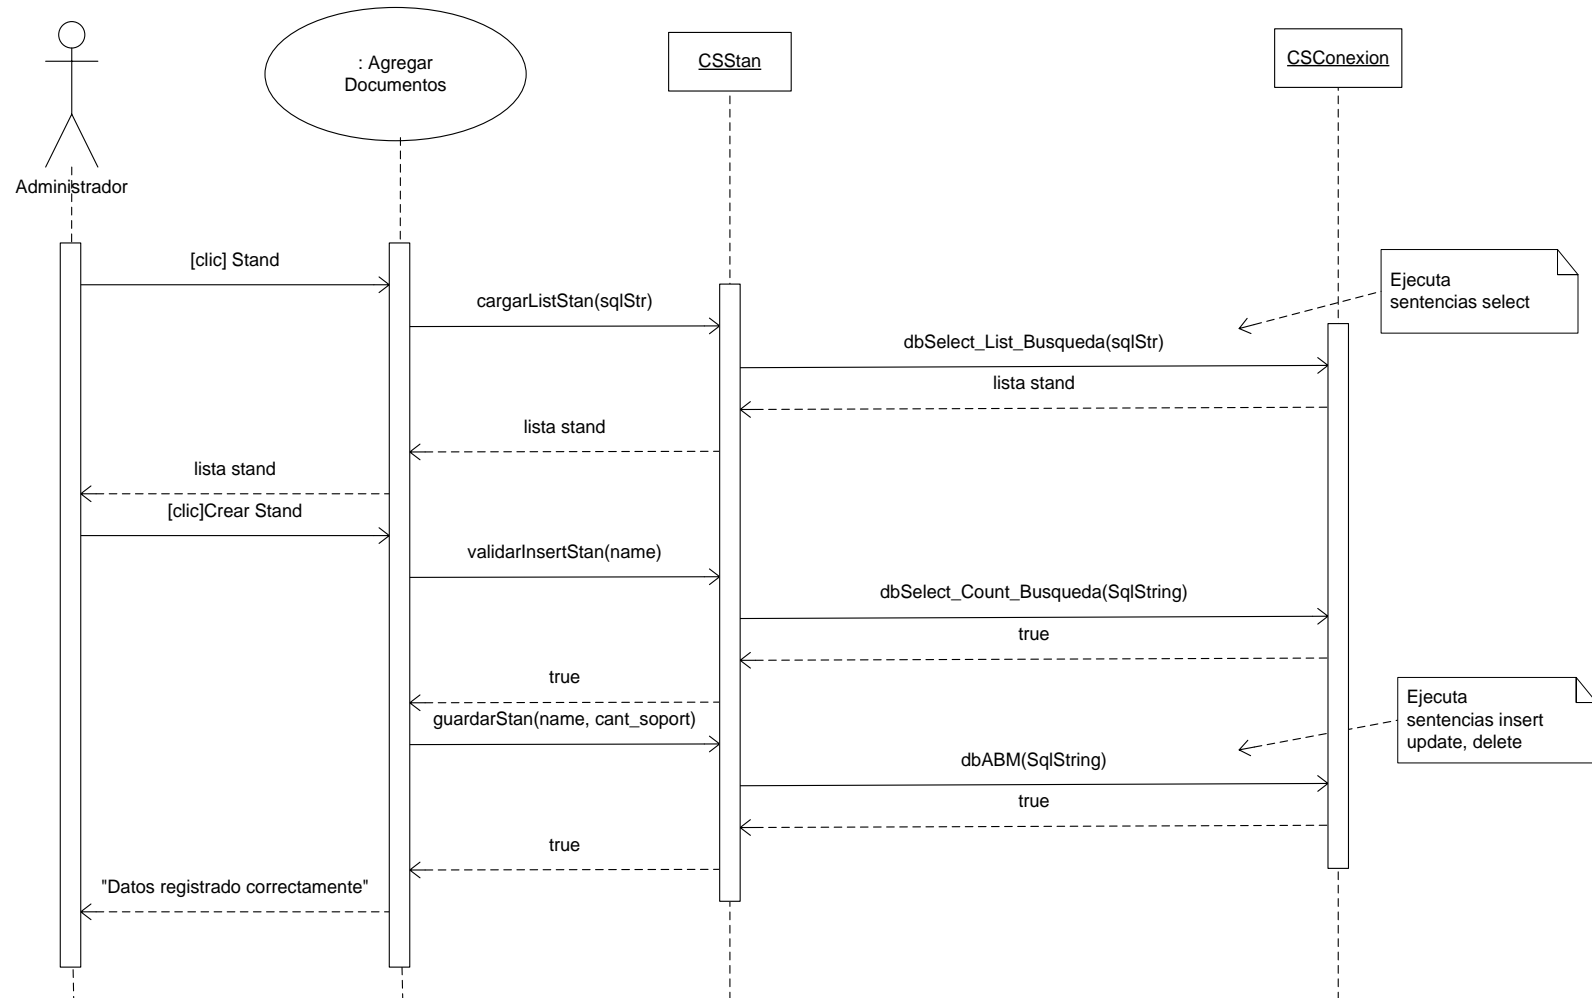 : Agregar
Documentos
CSStan
CSConexion
Administrador
[clic] Stand
Ejecuta
sentencias select
cargarListStan(sqlStr)
dbSelect_List_Busqueda(sqlStr)
lista stand
lista stand
lista stand
[clic]Crear Stand
validarInsertStan(name)
dbSelect_Count_Busqueda(SqlString)
true
true
guardarStan(name, cant_soport)
Ejecuta
sentencias insert
update, delete
dbABM(SqlString)
true
true
"Datos registrado correctamente"